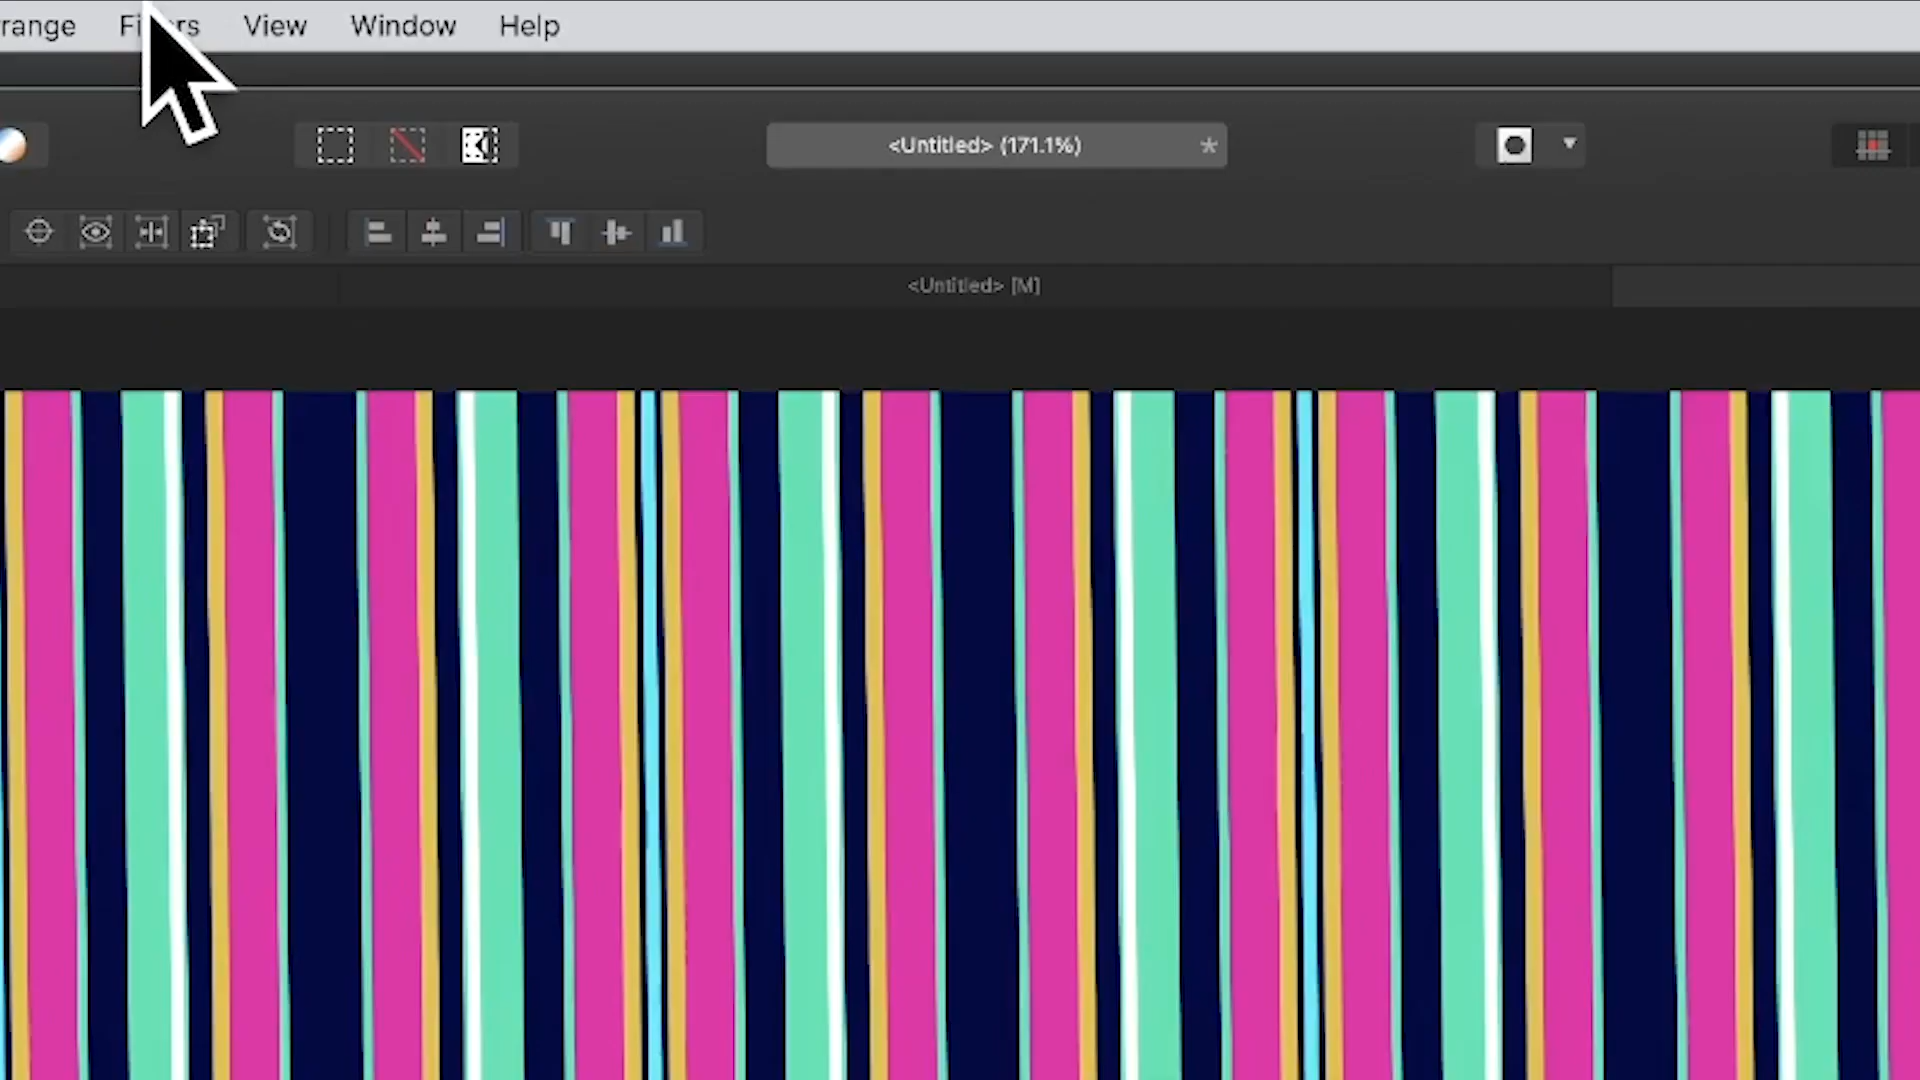 range View Window Help
<Untitled> (171.1%) *
<Untitled> [M]